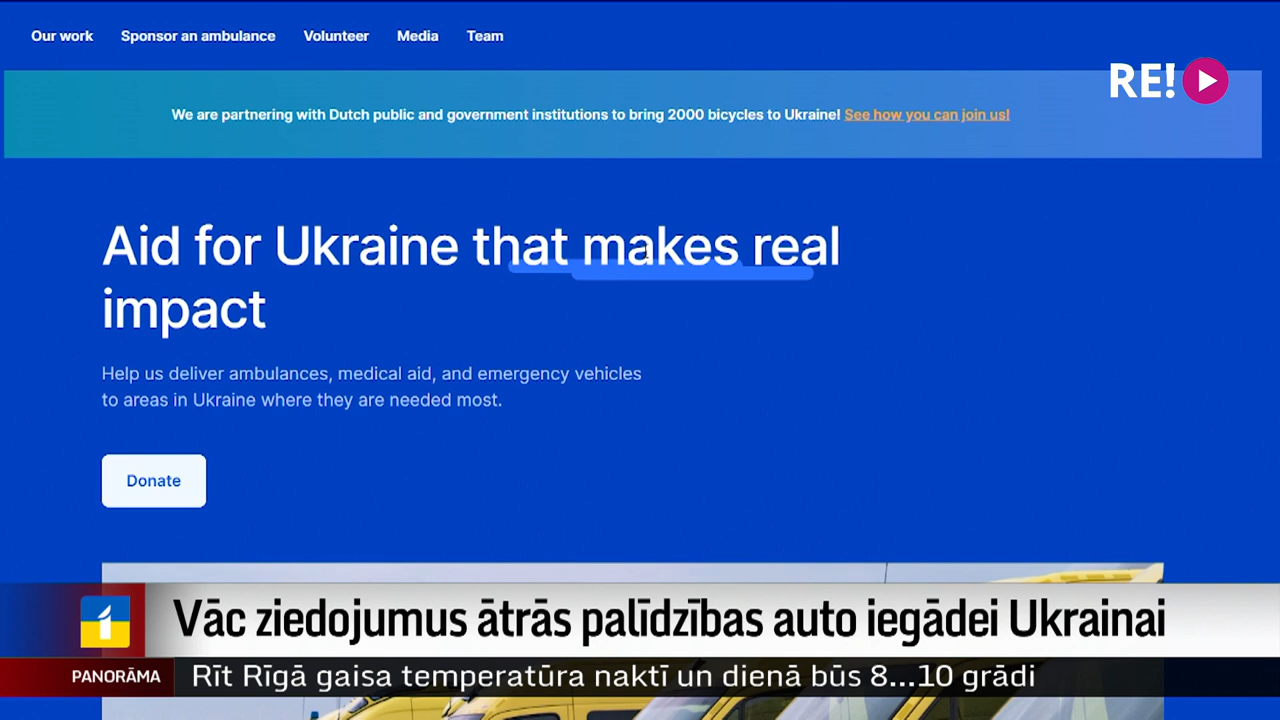 Our work Sponsor an ambulance Volunteer Media Team
RE!
We are partnering with Dutch public and government institutions to bring 2000 bicycles to Ukraine! See how you can join us!
Aid for Ukraine that makes real
impact
Help us deliver ambulances, medical aid, and emergency vehicles
to areas in Ukraine where they are needed most.
Donate
1 Vāc ziedojumus ātrās palīdzības auto iegādei Ukrainai
PANORĀMA Rīt Rīgā gaisa temperatūra naktī un dienā būs 8...10 grādi